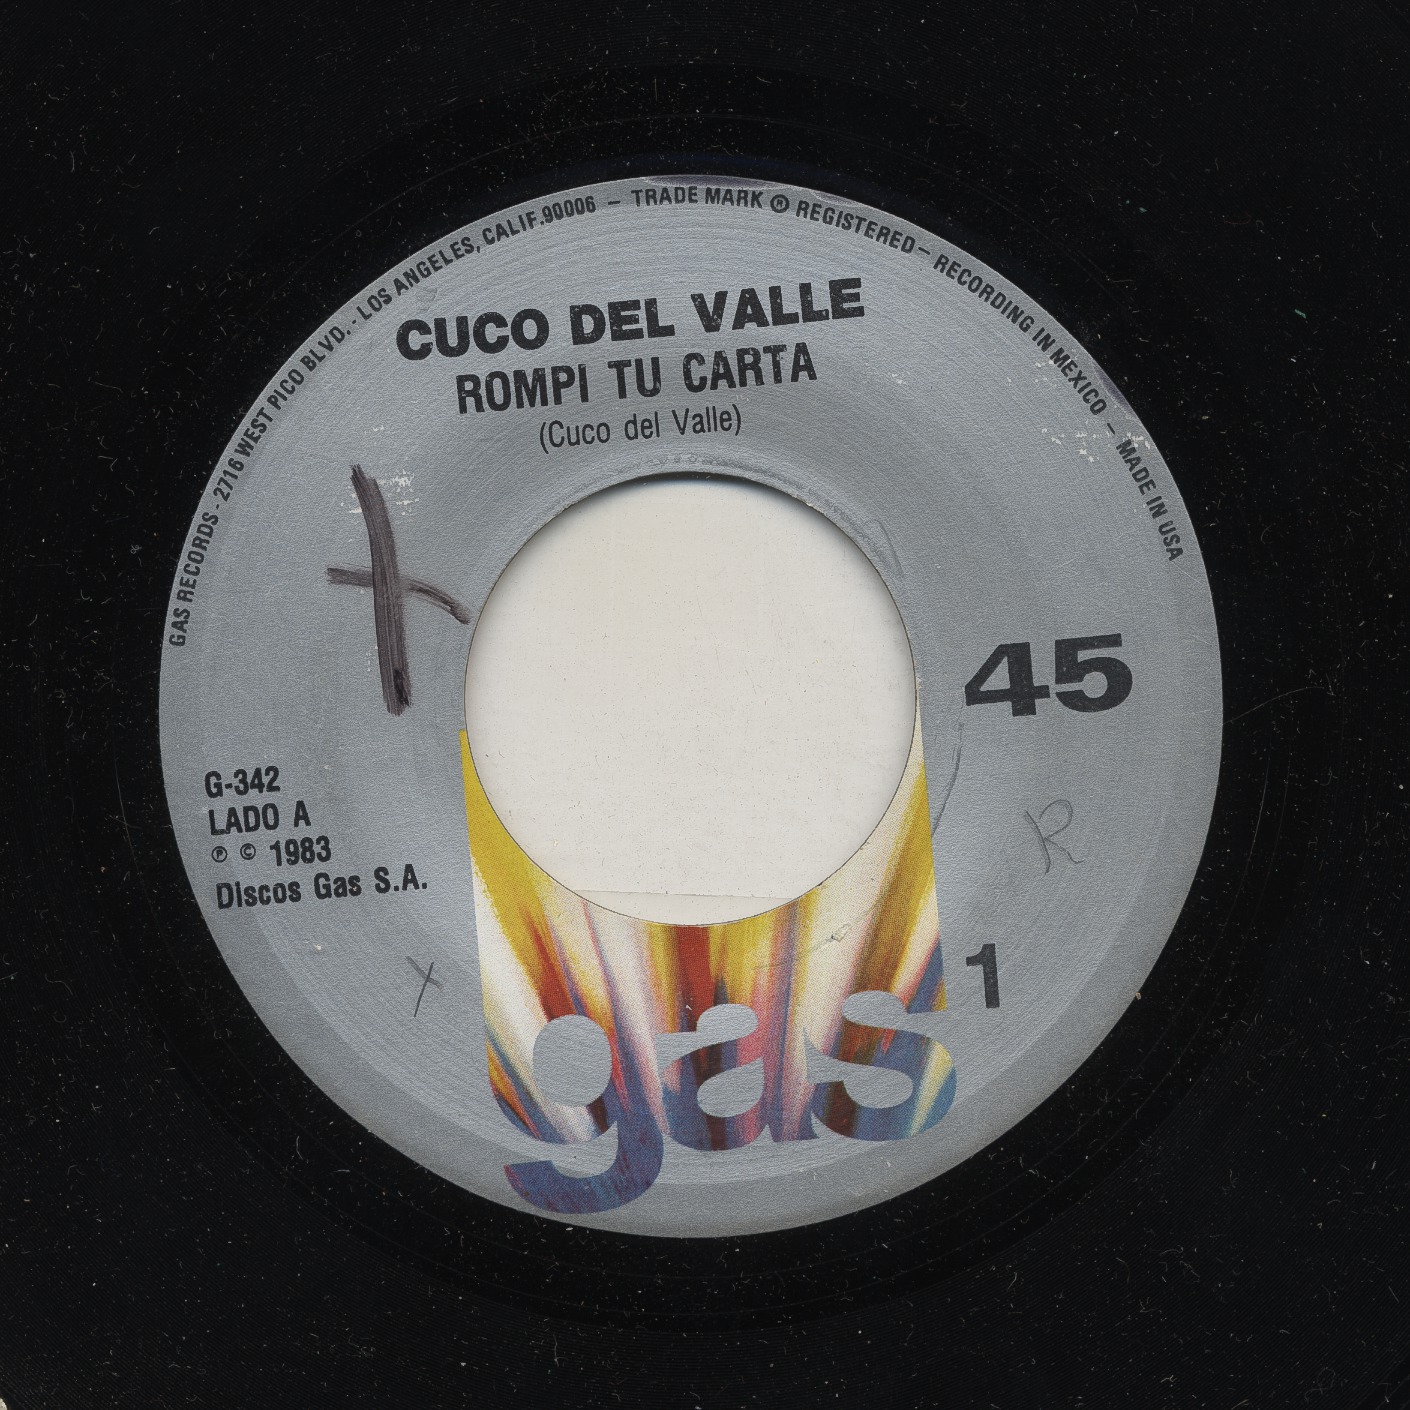 GAS RECORDS - 2716 WEST PICO BLVD. - LOS ANGELES, CALIF. 90006 – TRADE MARK ® REGISTERED – RECORDING IN MEXICO – MADE IN USA
CUCO DEL VALLE
ROMPI TU CARTA
(Cuco del Valle)
X
45
G-342
LADO A
℗ © 1983
Discos Gas S.A.
R
X
1
gas